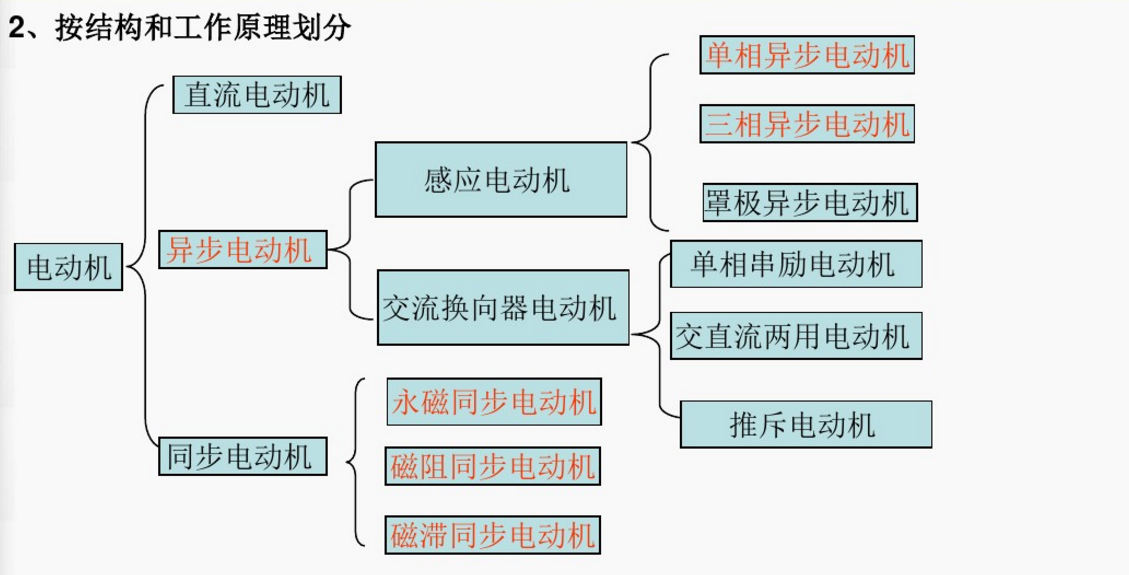 2、按结构和工作原理划分
电动机
直流电动机
异步电动机
同步电动机
感应电动机
交流换向器电动机
单相异步电动机
三相异步电动机
罩极异步电动机
单相串励电动机
交直流两用电动机
推斥电动机
永磁同步电动机
磁阻同步电动机
磁滞同步电动机